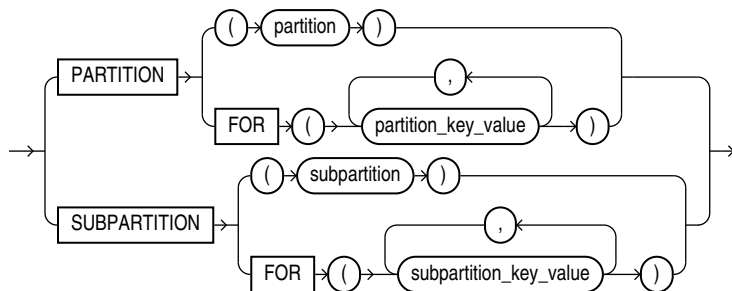 ( partition )
PARTITION
,
FOR ( partition_key_value )
( subpartition )
SUBPARTITION
,
FOR ( subpartition_key_value )